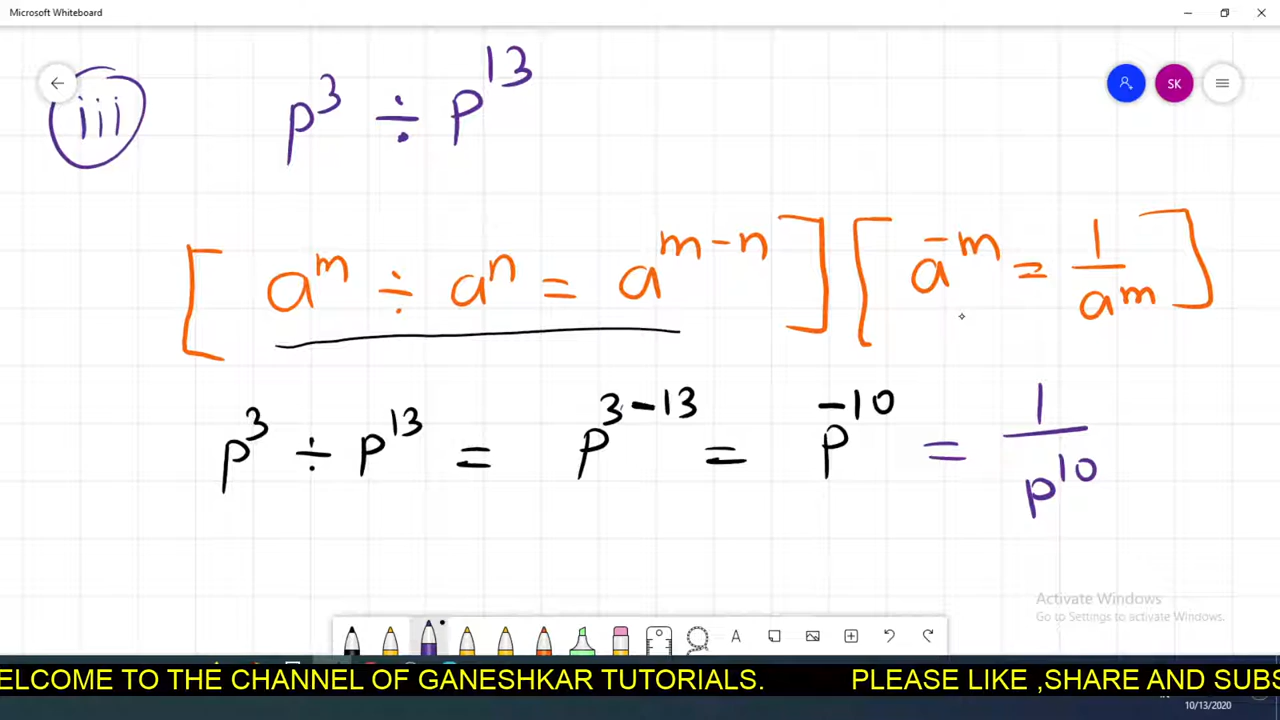 Microsoft Whiteboard
iii p³ ÷ p¹³
SK
[ aᵐ ÷ aⁿ = aᵐ⁻ⁿ ] [ a⁻ᵐ = 1/aᵐ ]
p³ ÷ p¹³ = p³⁻¹³ = p⁻¹⁰ = 1/p¹⁰
Activate Windows
Go to Settings to activate Windows.
A
ELCOME TO THE CHANNEL OF GANESHKAR TUTORIALS. PLEASE LIKE ,SHARE AND SUBS
10/13/2020